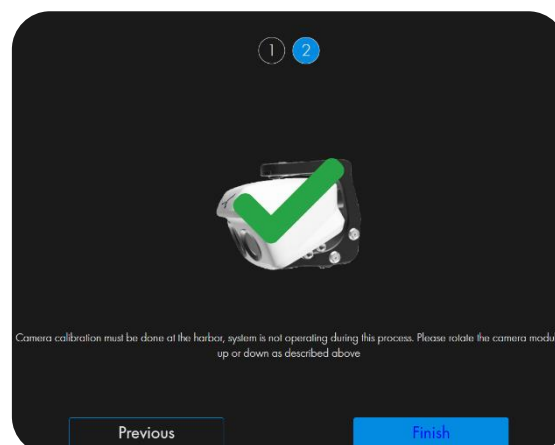 1 2
Camera calibration must be done at the harbor, system is not operating during this process. Please rotate the camera modu
up or down as described above
Previous Finish